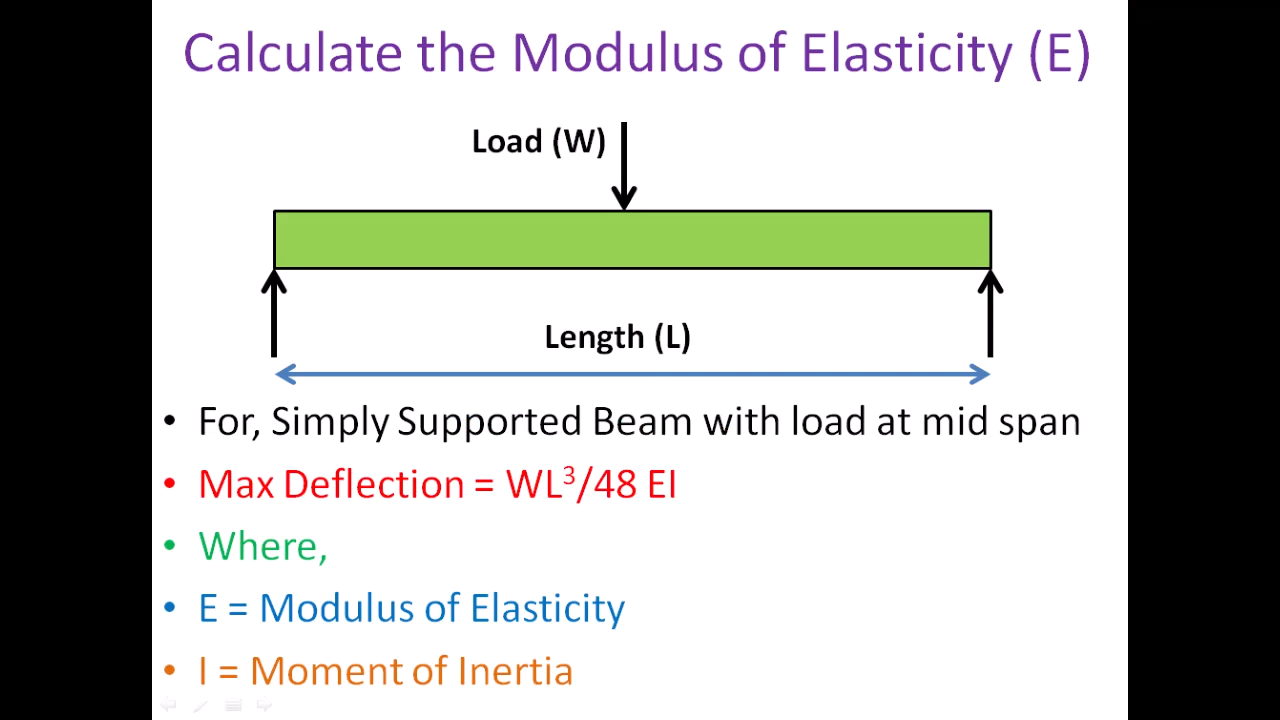 Calculate the Modulus of Elasticity (E)
Load (W)
Length (L)
• For, Simply Supported Beam with load at mid span
• Max Deflection = WL³/48 EI
• Where,
• E = Modulus of Elasticity
• I = Moment of Inertia